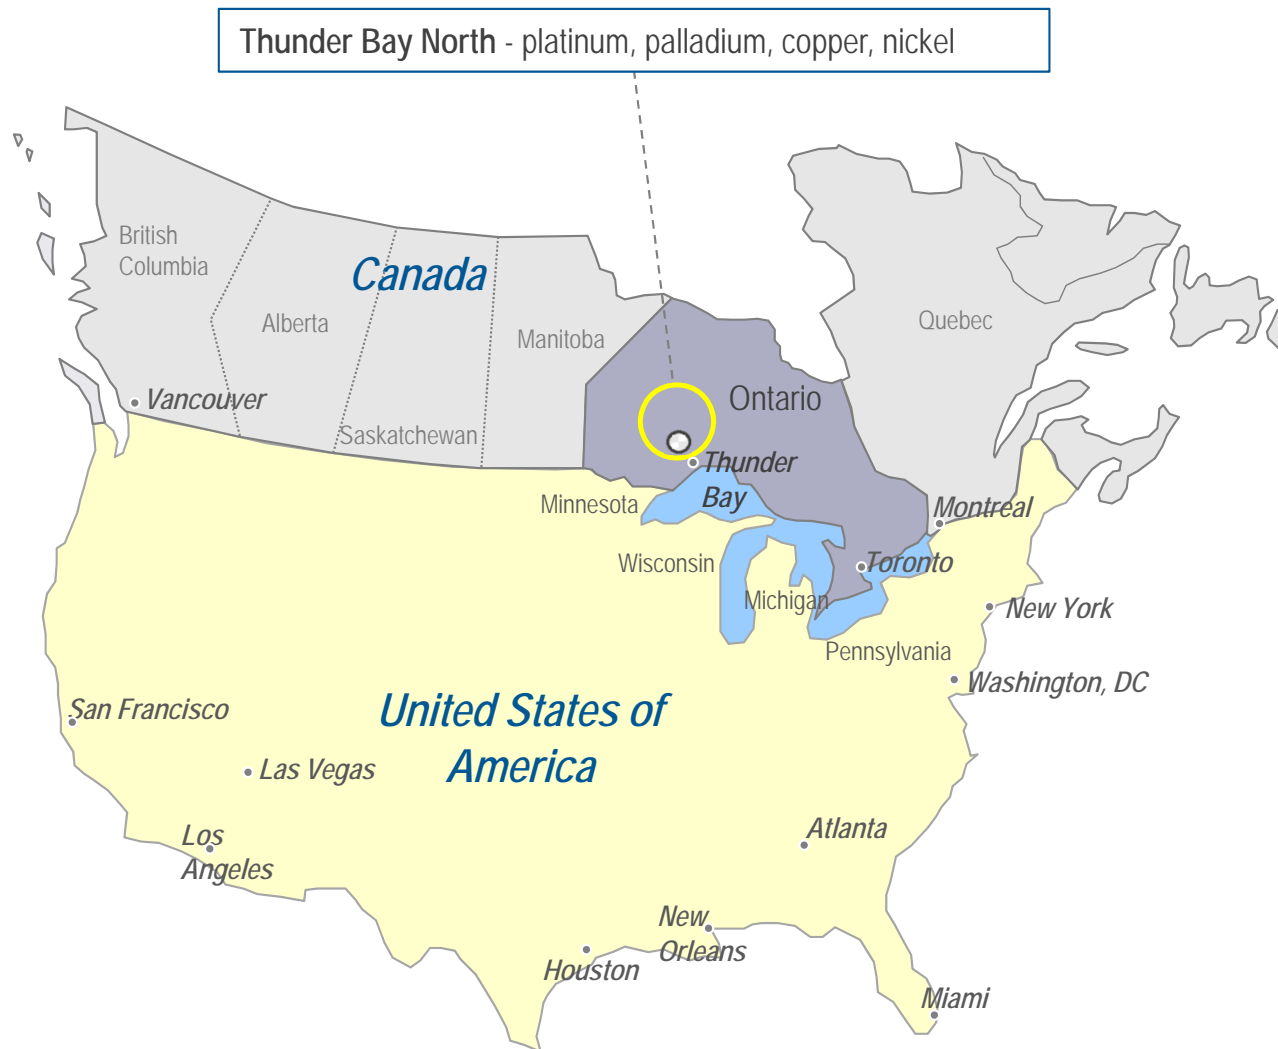 Thunder Bay North - platinum, palladium, copper, nickel
British
Columbia
Canada
Alberta
Quebec
Manitoba
Ontario
Vancouver
Saskatchewan
Thunder
Bay
Minnesota
Montreal
Wisconsin
Toronto
Michigan
New York
Pennsylvania
Washington, DC
San Francisco
United States of
America
Las Vegas
Los
Angeles
Atlanta
New
Orleans
Houston
Miami